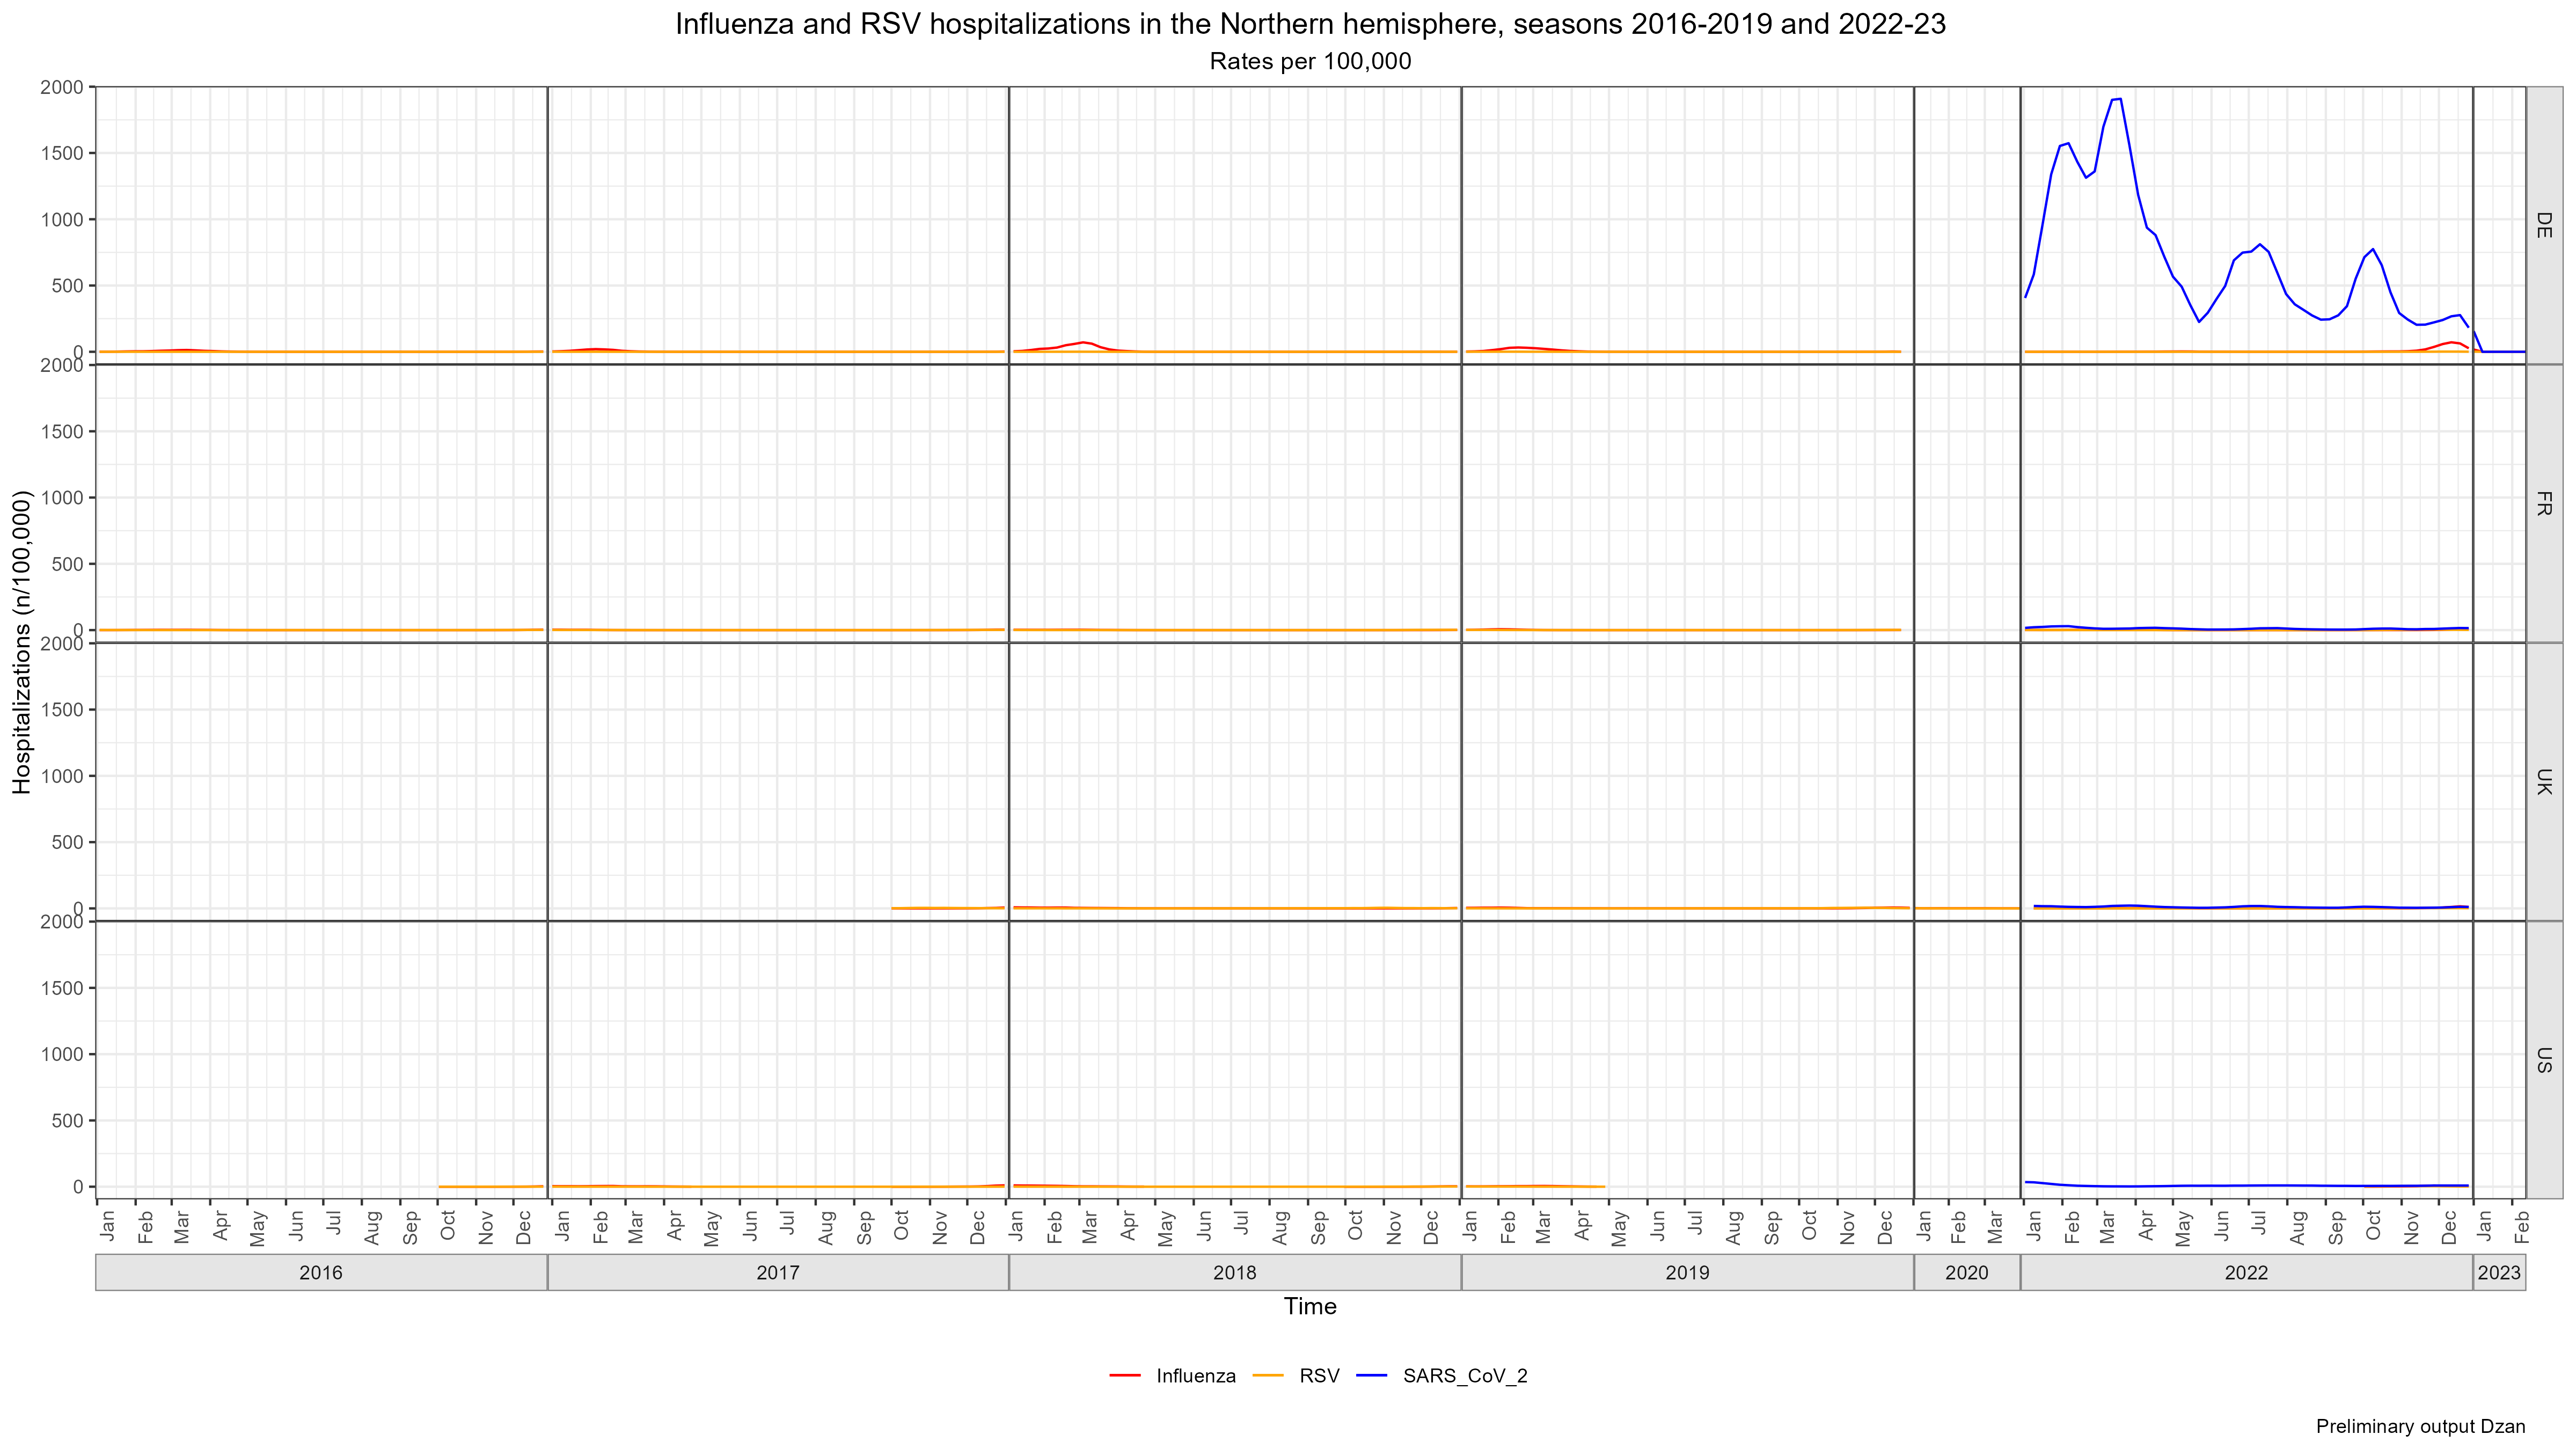 Influenza and RSV hospitalizations in the Northern hemisphere, seasons 2016-2019 and 2022-23
Rates per 100,000
Hospitalizations (n/100,000)
2000
1500
1000
500
0
DE
2000
1500
1000
500
0
FR
2000
1500
1000
500
0
UK
2000
1500
1000
500
0
US
Jan Feb Mar Apr May Jun Jul Aug Sep Oct Nov Dec Jan Feb Mar Apr May Jun Jul Aug Sep Oct Nov Dec Jan Feb Mar Apr May Jun Jul Aug Sep Oct Nov Dec Jan Feb Mar Apr May Jun Jul Aug Sep Oct Nov Dec Jan Feb Mar Jan Feb Mar Apr May Jun Jul Aug Sep Oct Nov Dec Jan Feb
2016 2017 2018 2019 2020 2022 2023
Time
Influenza RSV SARS_CoV_2
Preliminary output Dzan